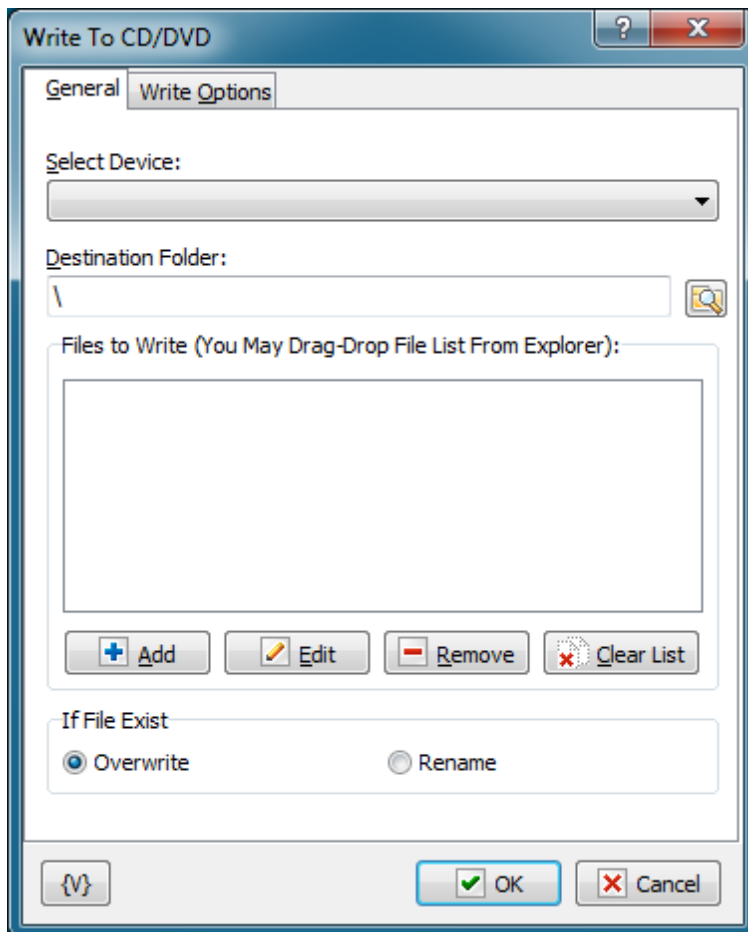 Write To CD/DVD
?
General
Write Options
Select Device:
Destination Folder:
\
Files to Write (You May Drag-Drop File List From Explorer):
Add Edit Remove Clear List
If File Exist
Overwrite Rename
{V} OK Cancel